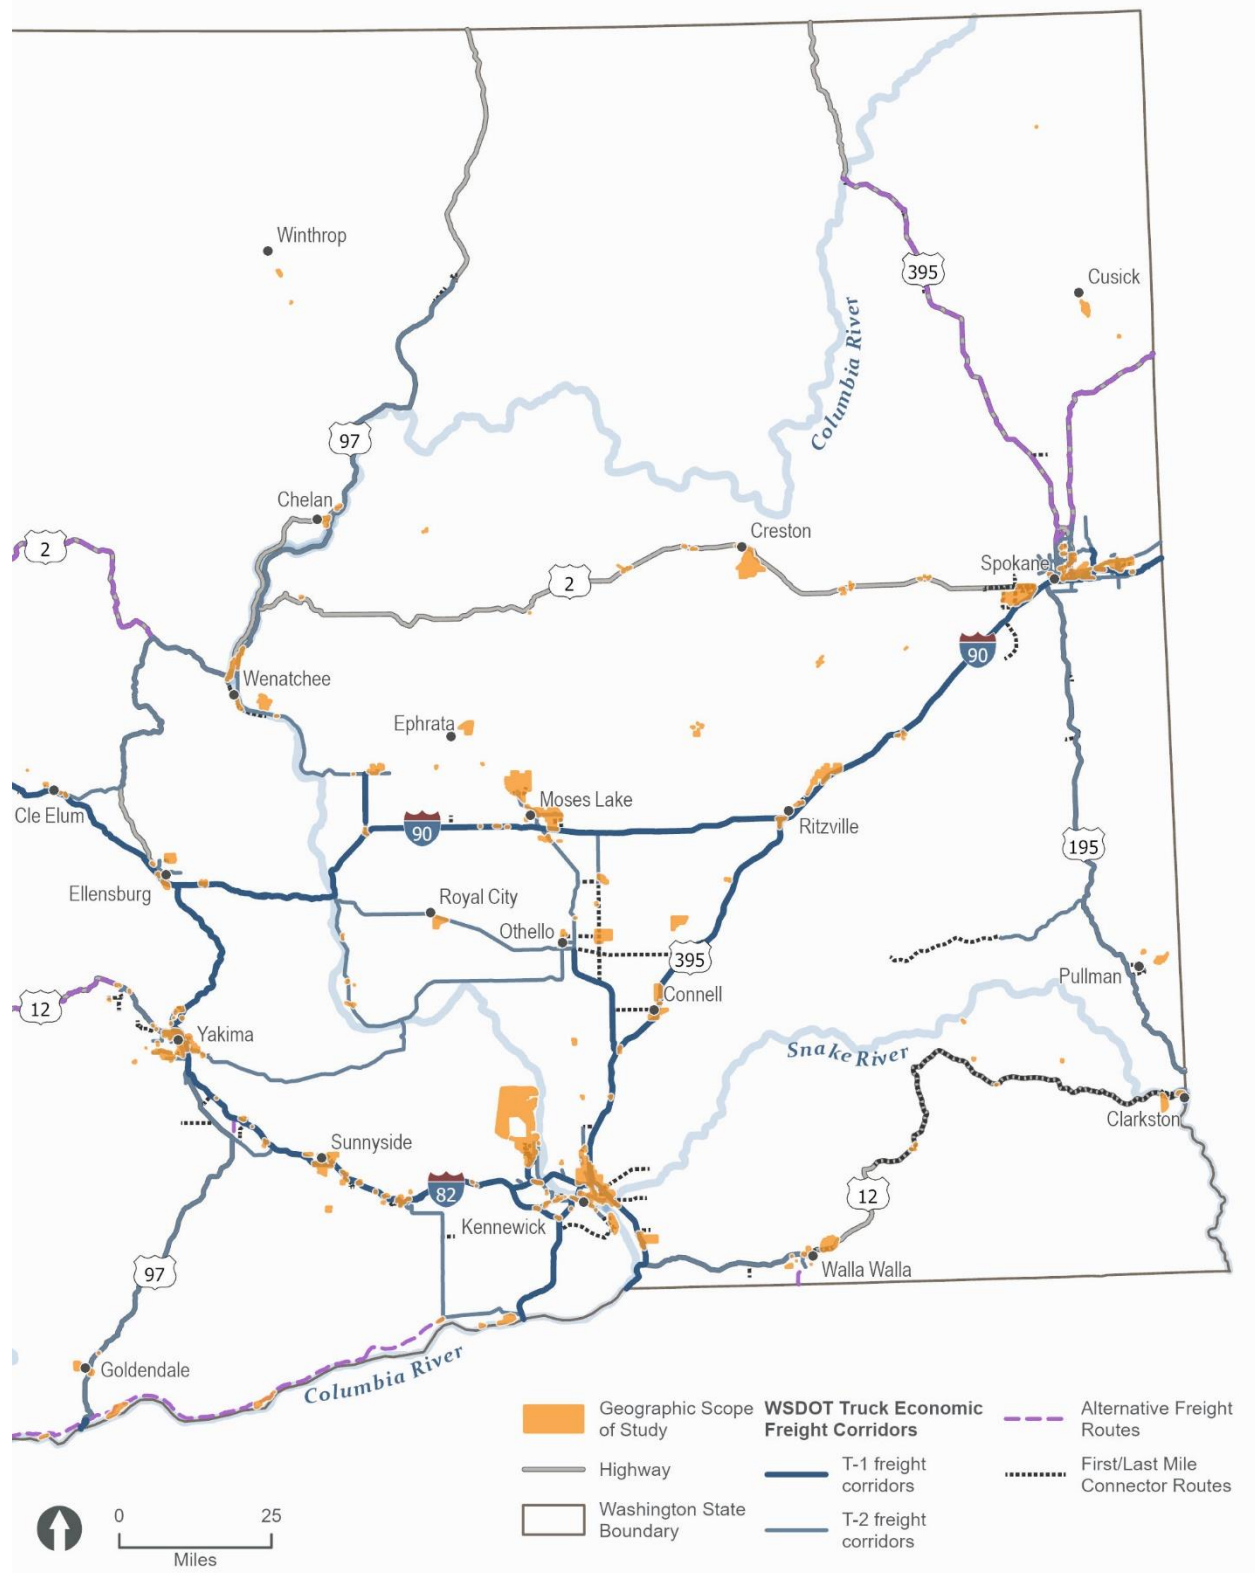 Winthrop
395
Cusick
Columbia River
97
Chelan
2
Creston
2
Spokane
90
Wenatchee
Ephrata
Moses Lake
Cle Elum
90
Ritzville
195
Ellensburg
Royal City
Othello
395
Pullman
Connell
12
Yakima
Snake River
Clarkston
Sunnyside
82
12
Kennewick
Walla Walla
97
Goldendale
Columbia River
Geographic Scope
of Study
Highway
Washington State
Boundary
WSDOT Truck Economic
Freight Corridors
T-1 freight
corridors
T-2 freight
corridors
Alternative Freight
Routes
First/Last Mile
Connector Routes
0 25
Miles